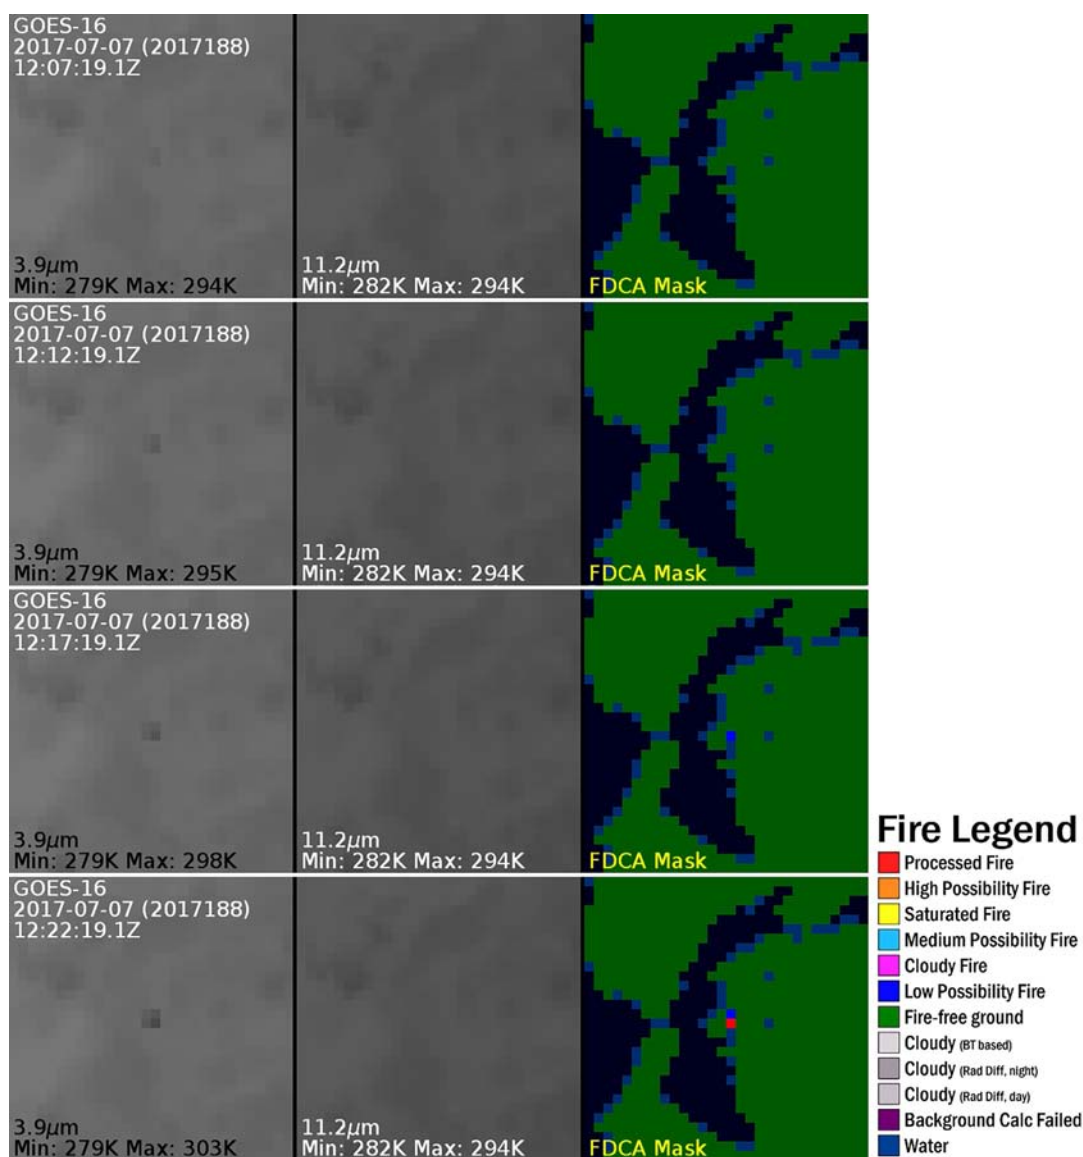 GOES-16
2017-07-07 (2017188)
12:07:19.1Z
3.9μm
Min: 279K Max: 294K
11.2μm
Min: 282K Max: 294K
FDCA Mask
GOES-16
2017-07-07 (2017188)
12:12:19.1Z
3.9μm
Min: 279K Max: 295K
11.2μm
Min: 282K Max: 294K
FDCA Mask
GOES-16
2017-07-07 (2017188)
12:17:19.1Z
3.9μm
Min: 279K Max: 298K
11.2μm
Min: 282K Max: 294K
FDCA Mask
GOES-16
2017-07-07 (2017188)
12:22:19.1Z
3.9μm
Min: 279K Max: 303K
11.2μm
Min: 282K Max: 294K
FDCA Mask
Fire Legend
Processed Fire
High Possibility Fire
Saturated Fire
Medium Possibility Fire
Cloudy Fire
Low Possibility Fire
Fire-free ground
Cloudy (BT based)
Cloudy (Rad Diff, night)
Cloudy (Rad Diff, day)
Background Calc Failed
Water